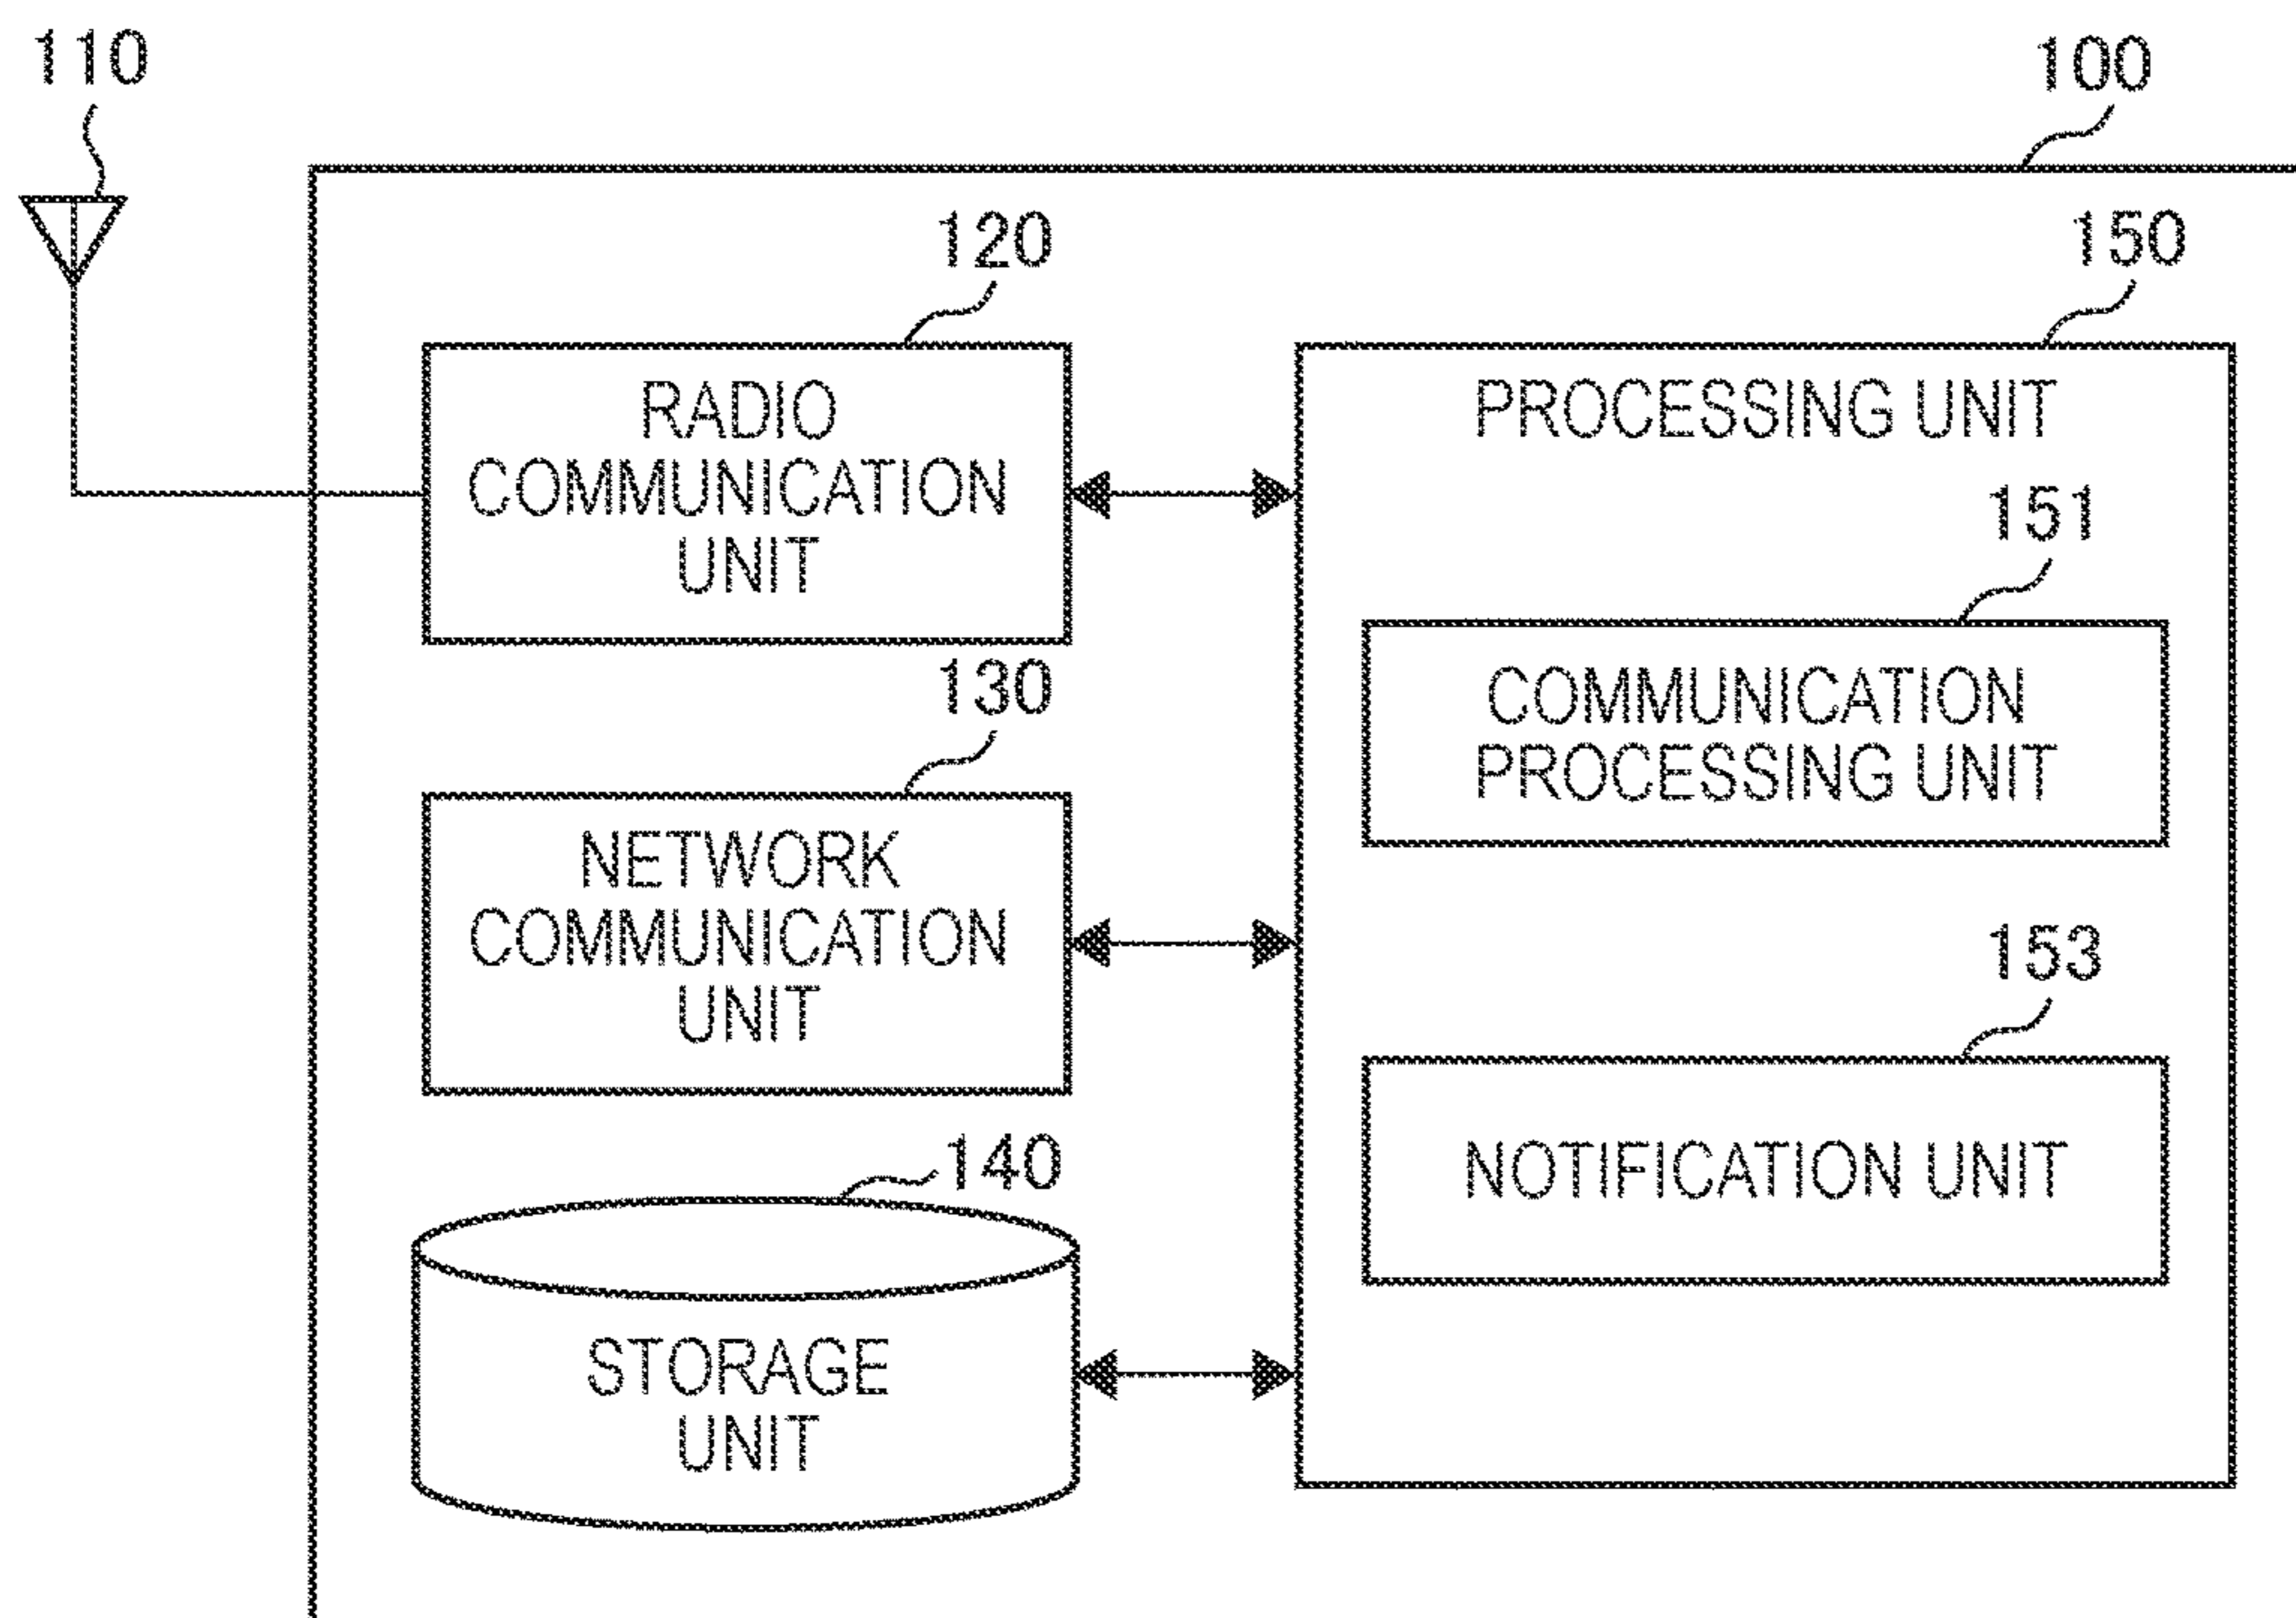 110
100
120
150
RADIO
COMMUNICATION
UNIT
PROCESSING UNIT
151
COMMUNICATION
PROCESSING UNIT
130
NETWORK
COMMUNICATION
UNIT
153
NOTIFICATION UNIT
140
STORAGE
UNIT